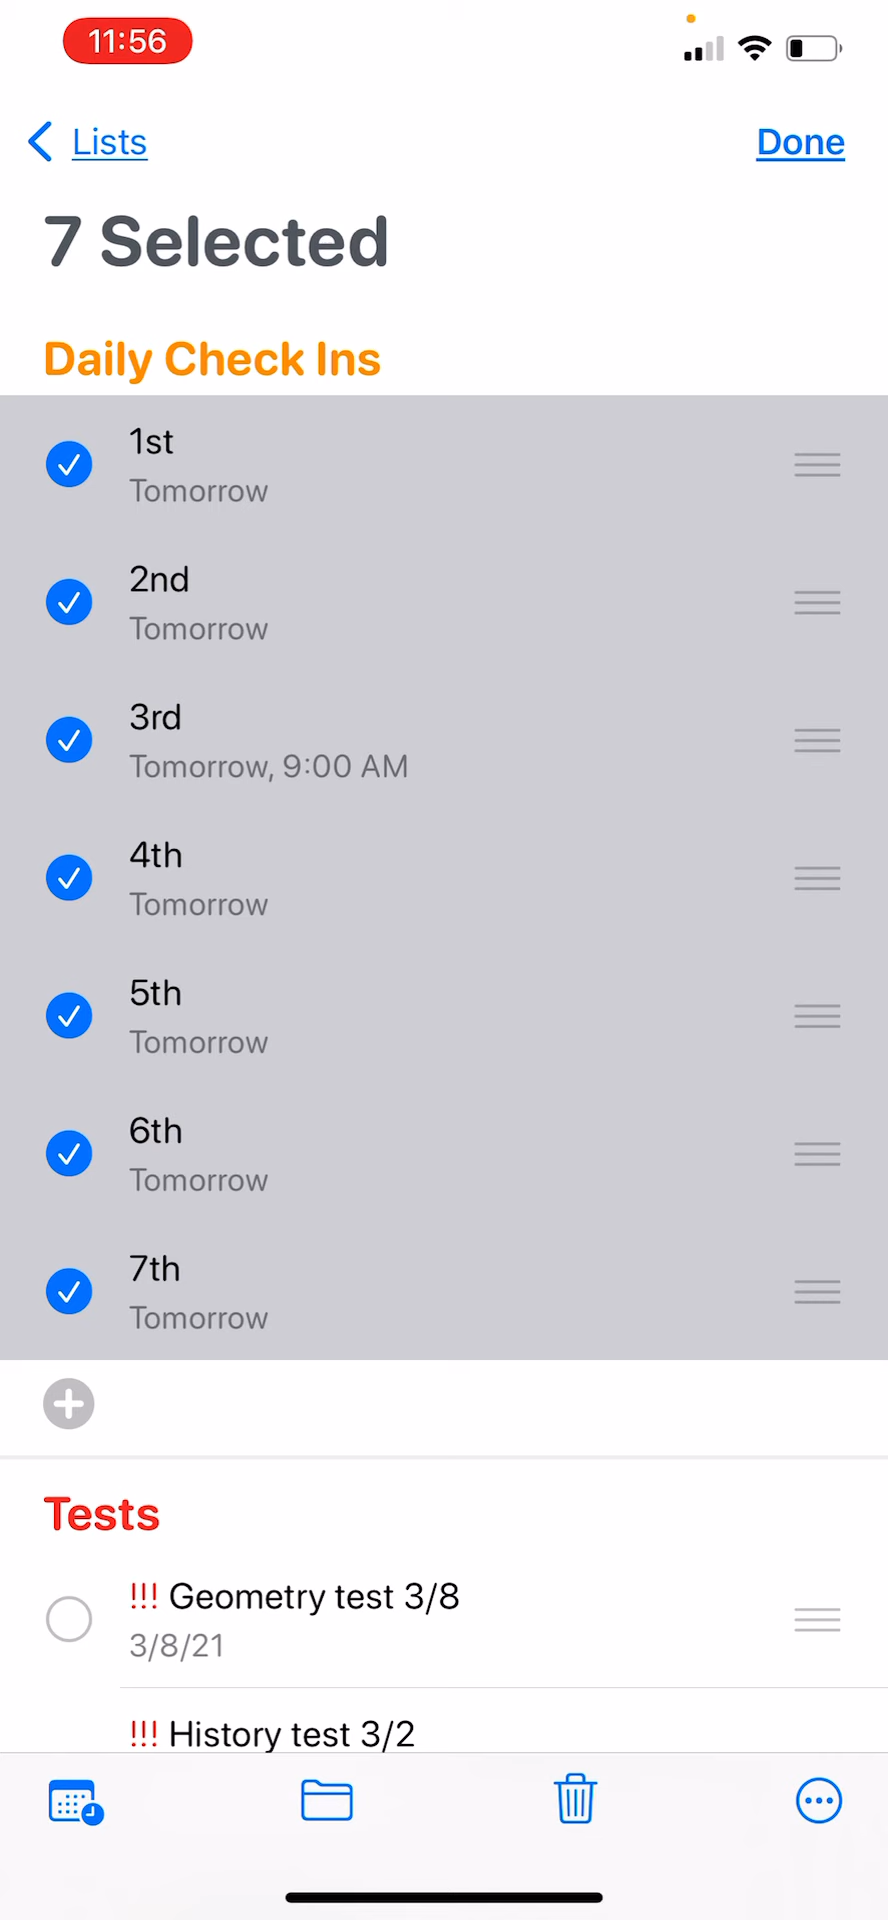 11:56
Lists
Done
7 Selected
Daily Check Ins
1st
Tomorrow
2nd
Tomorrow
3rd
Tomorrow, 9:00 AM
4th
Tomorrow
5th
Tomorrow
6th
Tomorrow
7th
Tomorrow
Tests
!!! Geometry test 3/8
3/8/21
!!! History test 3/2